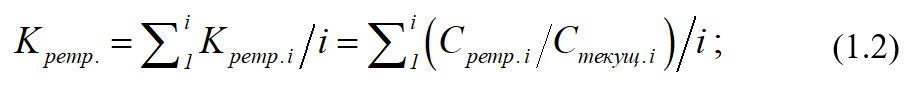 K_ретр. = ∑_1^i K_ретр.i / i = ∑_1^i (C_ретр.i / C_текущ.i) / i ; (1.2)